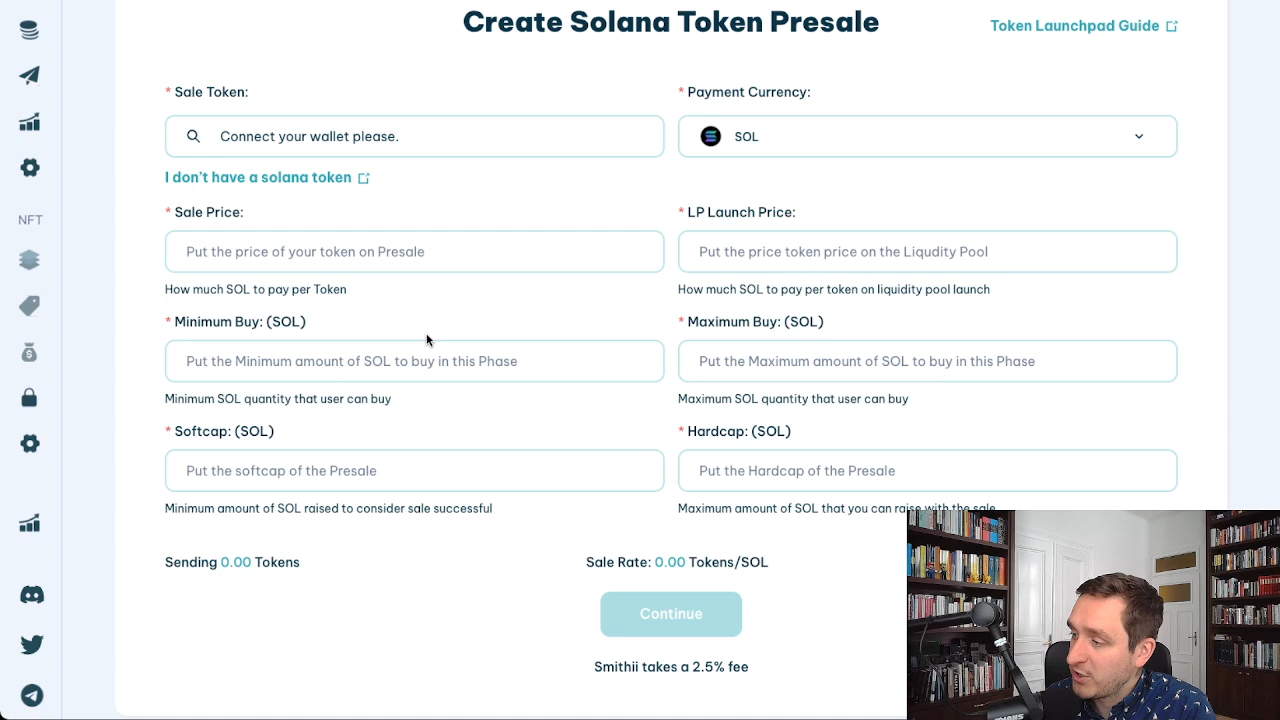 Create Solana Token Presale
Token Launchpad Guide
* Sale Token:
* Payment Currency:
Connect your wallet please.
SOL
I don't have a solana token
* Sale Price:
* LP Launch Price:
Put the price of your token on Presale
Put the price token price on the Liqudity Pool
How much SOL to pay per Token
How much SOL to pay per token on liquidity pool launch
* Minimum Buy: (SOL)
* Maximum Buy: (SOL)
Put the Minimum amount of SOL to buy in this Phase
Put the Maximum amount of SOL to buy in this Phase
Minimum SOL quantity that user can buy
Maximum SOL quantity that user can buy
* Softcap: (SOL)
* Hardcap: (SOL)
Put the softcap of the Presale
Put the Hardcap of the Presale
Minimum amount of SOL raised to consider sale successful
Maximum amount of SOL that you can raise with the sale
Sending 0.00 Tokens
Sale Rate: 0.00 Tokens/SOL
Continue
Smithii takes a 2.5% fee
NFT